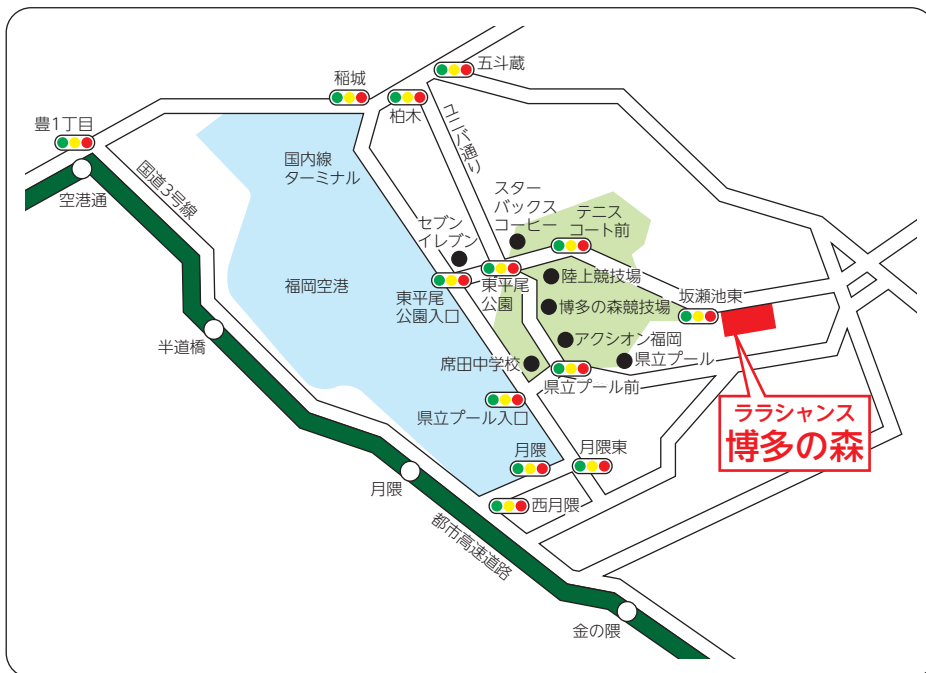 五斗蔵
稲城
柏木
豊1丁目
ユニバ通り
国内線
ターミナル
国道3号線
空港通
スター
バックス
コーヒー
テニス
コート前
セブン
イレブン
福岡空港
東平尾
公園入口
東平尾
公園
陸上競技場
博多の森競技場
坂瀬池東
半道橋
アクシオン福岡
県立プール
席田中学校
県立プール前
県立プール入口
ララシャンス
博多の森
月隈
月隈東
月隈
西月隈
都市高速道路
金の隈